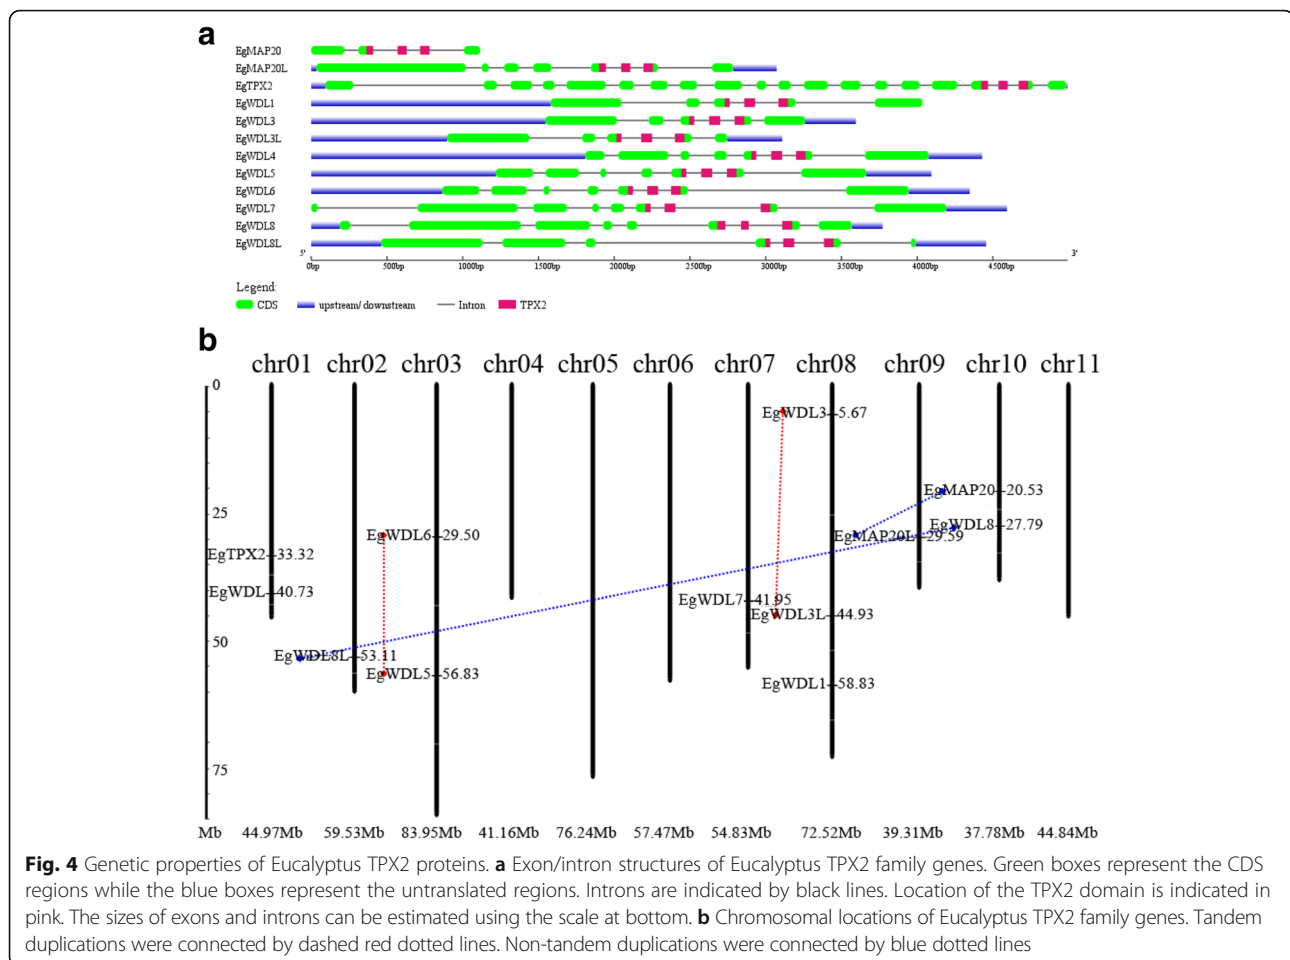 a
EgMAP20
EgMAP20L
EgTPX2
EgWDL1
EgWDL3
EgWDL3L
EgWDL4
EgWDL5
EgWDL6
EgWDL7
EgWDL8
EgWDL8L
5' 3'
0bp 500bp 1000bp 1500bp 2000bp 2500bp 3000bp 3500bp 4000bp 4500bp
Legend:
CDS upstream/ downstream Intron TPX2
b
chr01 chr02 chr03 chr04 chr05 chr06 chr07 chr08 chr09 chr10 chr11
0
EgWDL3 5.67
EgMAP20 20.53
25
EgWDL8 27.79
EgWDL6 29.50
EgMAP20L 29.59
EgTPX2 33.32
EgWDL 40.73
EgWDL7 41.95
EgWDL3L 44.93
50
EgWDL8L 53.11
EgWDL5 56.83
EgWDL1 58.83
75
Mb 44.97Mb 59.53Mb 83.95Mb 41.16Mb 76.24Mb 57.47Mb 54.83Mb 72.52Mb 39.31Mb 37.78Mb 44.84Mb
Fig. 4 Genetic properties of Eucalyptus TPX2 proteins. a Exon/intron structures of Eucalyptus TPX2 family genes. Green boxes represent the CDS
regions while the blue boxes represent the untranslated regions. Introns are indicated by black lines. Location of the TPX2 domain is indicated in
pink. The sizes of exons and introns can be estimated using the scale at bottom. b Chromosomal locations of Eucalyptus TPX2 family genes. Tandem
duplications were connected by dashed red dotted lines. Non-tandem duplications were connected by blue dotted lines